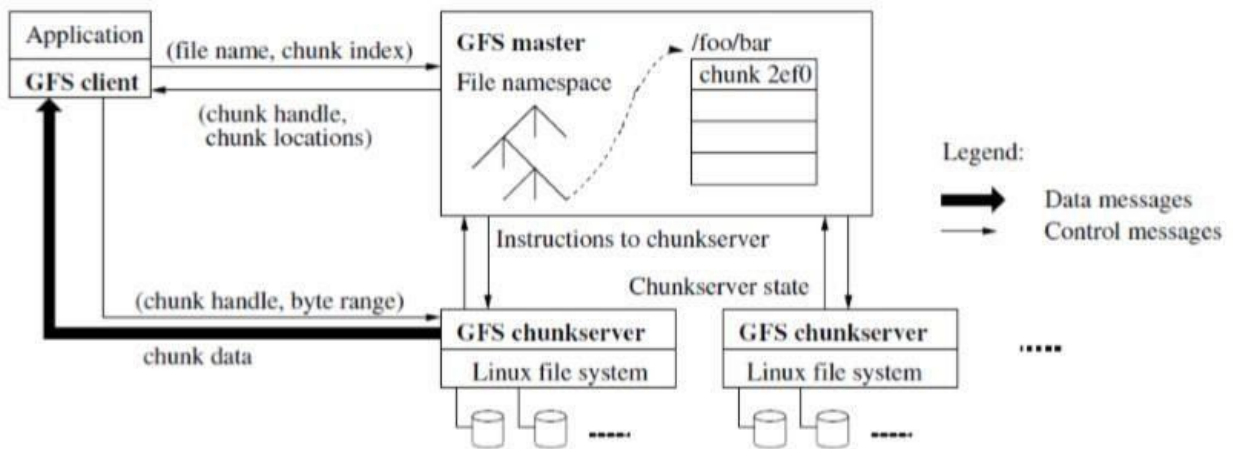 Application
GFS client
(file name, chunk index)
(chunk handle,
chunk locations)
GFS master
File namespace
/foo/bar
chunk 2ef0
Legend:
Data messages
Control messages
Instructions to chunkserver
Chunkserver state
(chunk handle, byte range)
chunk data
GFS chunkserver
Linux file system
GFS chunkserver
Linux file system